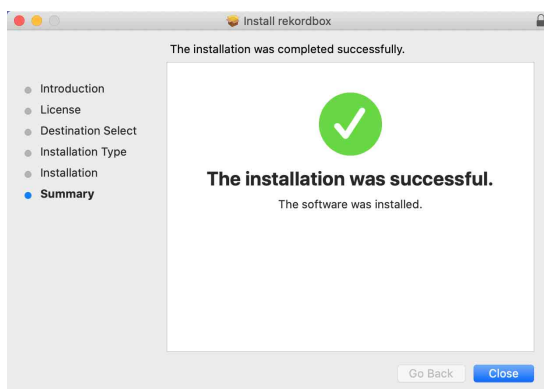 Install rekordbox
The installation was completed successfully.
Introduction
License
Destination Select
Installation Type
Installation
Summary
The installation was successful.
The software was installed.
Go Back
Close